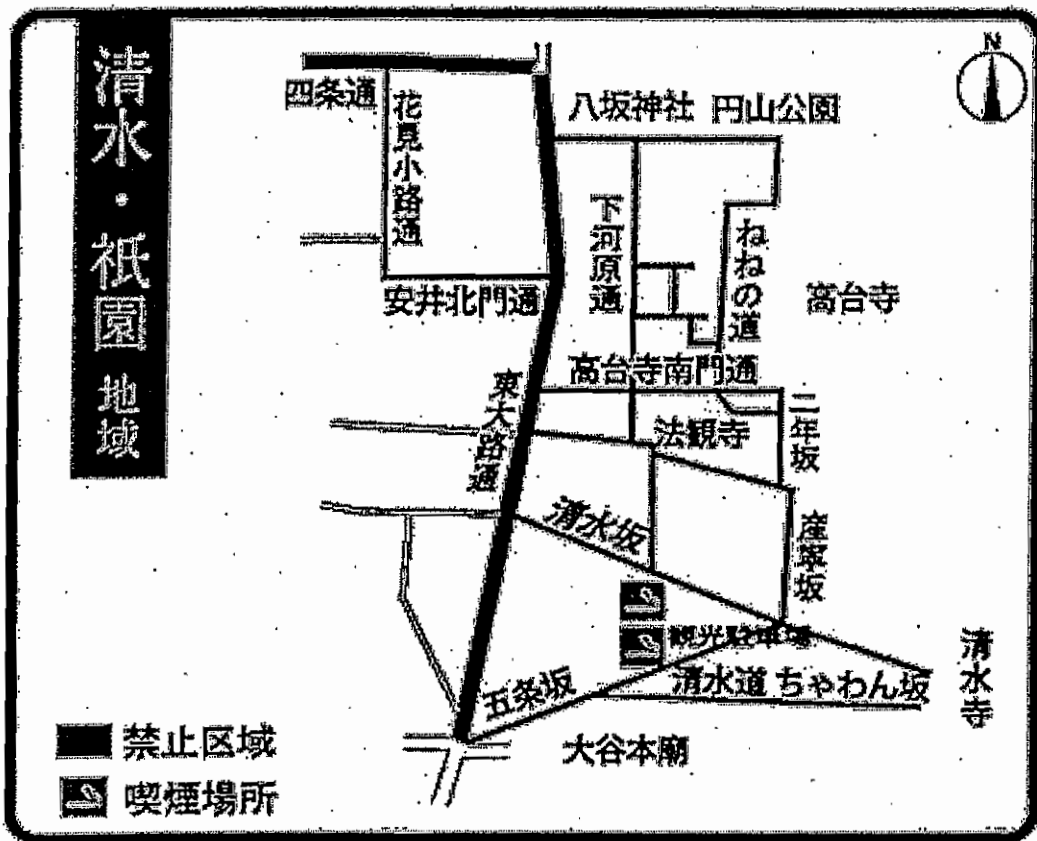 清水・祇園 地域
N
四条通
花見小路通
八坂神社 円山公園
下河原通
ねねの道
高台寺
安井北門通
高台寺南門通
東大路通
法観寺
二年坂
清水坂
産寧坂
観光駐車場
清水道 ちゃわん坂
清水寺
五条坂
大谷本廟
禁止区域
喫煙場所